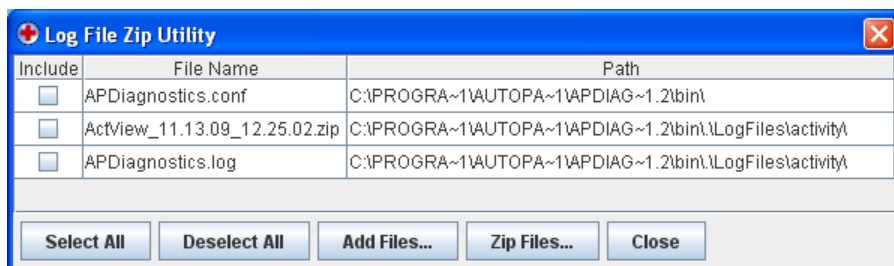 Log File Zip Utility
Include File Name Path
APDiagnostics.conf C:\PROGRA~1\AUTOPA~1\APDIAG~1.2\bin\
ActView_11.13.09_12.25.02.zip C:\PROGRA~1\AUTOPA~1\APDIAG~1.2\bin\.\LogFiles\activity\
APDiagnostics.log C:\PROGRA~1\AUTOPA~1\APDIAG~1.2\bin\.\LogFiles\activity\
Select All Deselect All Add Files... Zip Files... Close